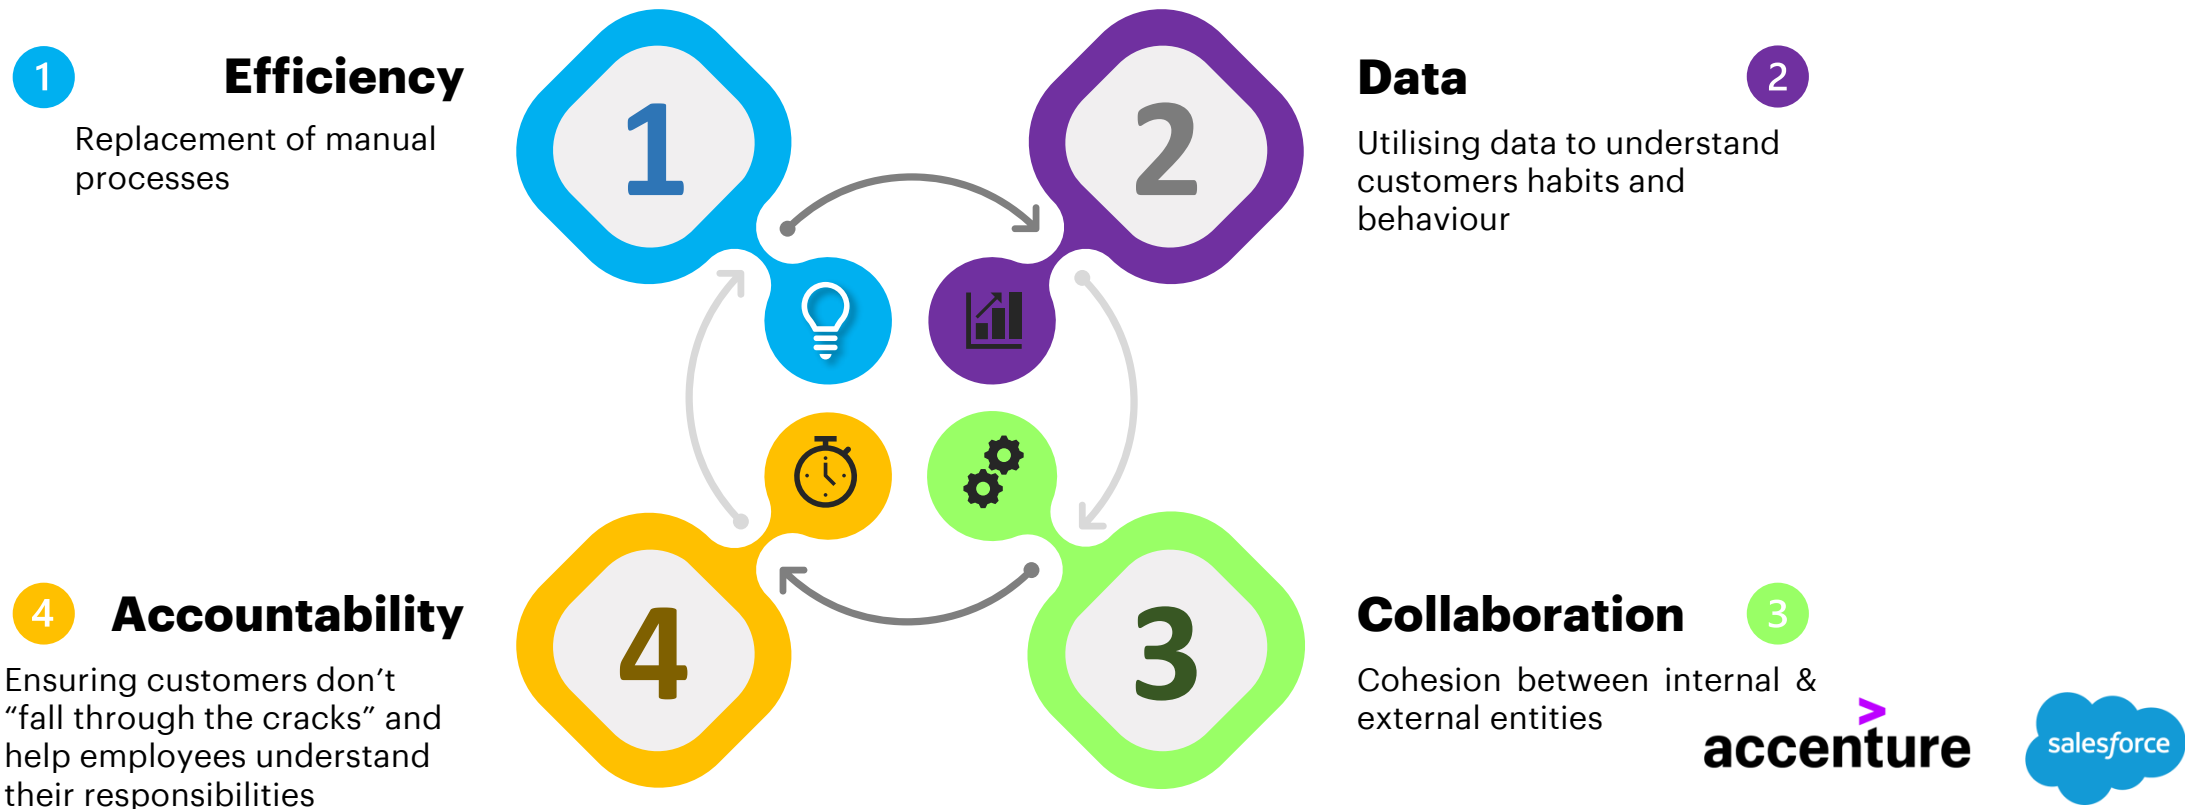 1
Efficiency
Replacement of manual
processes
1
2
Data
2
Utilising data to understand
customers habits and
behaviour
4
Accountability
Ensuring customers don’t
“fall through the cracks” and
help employees understand
their responsibilities
4
3
Collaboration
3
Cohesion between internal &
external entities
>
accenture
salesforce